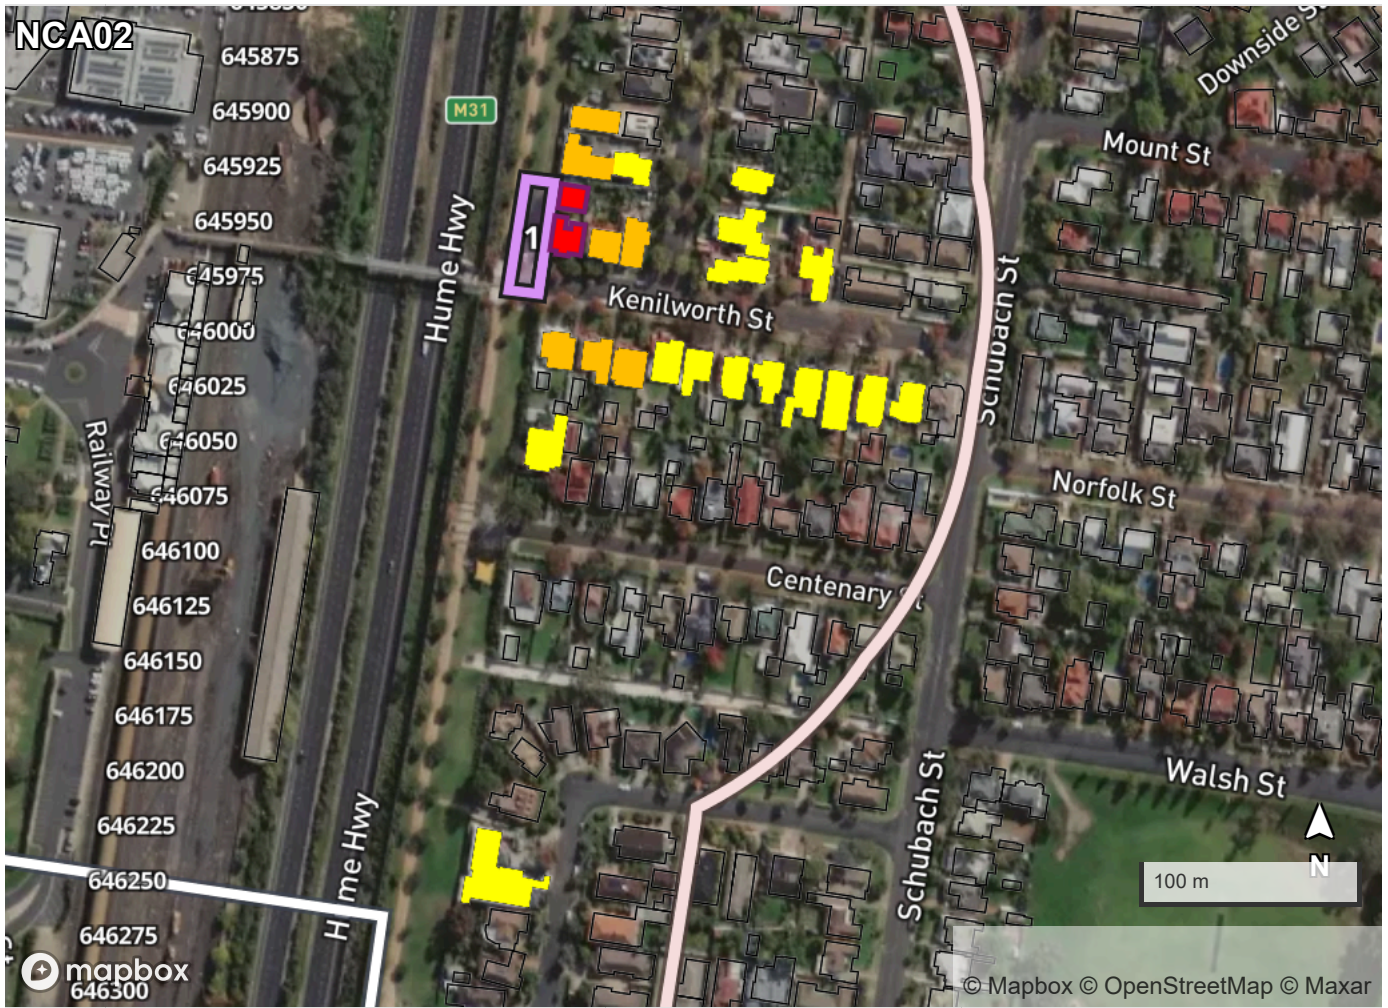 NCA02
645850
645875
645900
645925
645950
645975
646000
646025
646050
646075
646100
646125
646150
646175
646200
646225
646250
646275
646300
M31
Hume Hwy
1
Kenilworth St
Downside St
Mount St
Schubach St
Norfolk St
Railway Pl
Centenary St
Walsh St
Hume Hwy
Schubach St
N
100 m
mapbox
© Mapbox © OpenStreetMap © Maxar